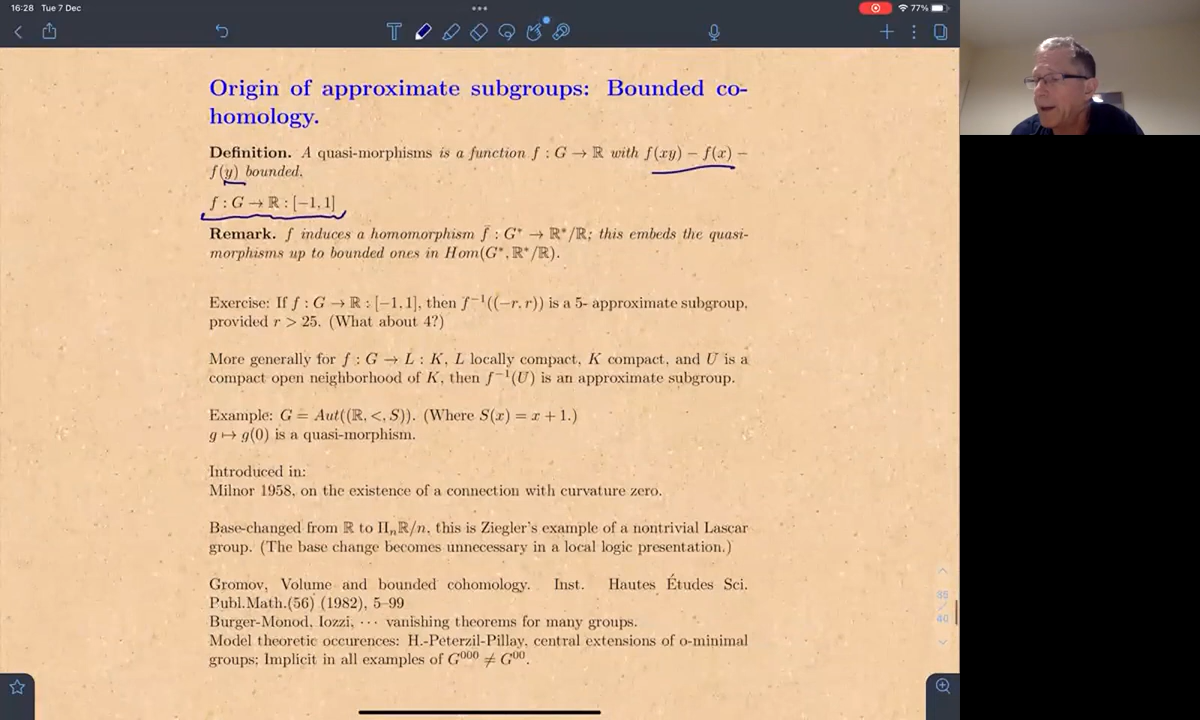 16:28 Tue 7 Dec
77%
Origin of approximate subgroups: Bounded co-
homology.
Definition. A quasi-morphisms is a function f : G → ℝ with f(xy) − f(x) −
f(y) bounded.
f : G → ℝ : [−1, 1]
Remark. f induces a homomorphism f̄ : G* → ℝ*/ℝ; this embeds the quasi-
morphisms up to bounded ones in Hom(G*, ℝ*/ℝ).
Exercise: If f : G → ℝ : [−1, 1], then f⁻¹((−r, r)) is a 5- approximate subgroup,
provided r > 25. (What about 4?)
More generally for f : G → L : K, L locally compact, K compact, and U is a
compact open neighborhood of K, then f⁻¹(U) is an approximate subgroup.
Example: G = Aut((ℝ, <, S)). (Where S(x) = x + 1.)
g ↦ g(0) is a quasi-morphism.
Introduced in:
Milnor 1958, on the existence of a connection with curvature zero.
Base-changed from ℝ to Πₙℝ/n, this is Ziegler's example of a nontrivial Lascar
group. (The base change becomes unnecessary in a local logic presentation.)
Gromov, Volume and bounded cohomology. Inst. Hautes Études Sci.
Publ.Math.(56) (1982), 5–99
Burger-Monod, Iozzi, ⋯ vanishing theorems for many groups.
Model theoretic occurences: H.-Peterzil-Pillay, central extensions of o-minimal
groups; Implicit in all examples of G⁰⁰⁰ ≠ G⁰⁰.
40